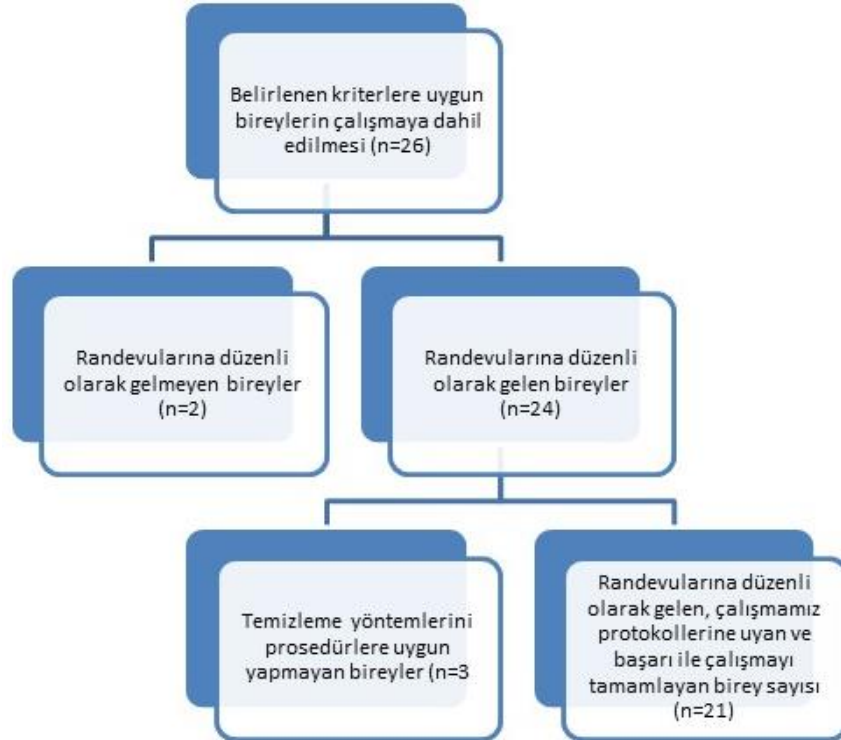 Belirlenen kriterlere uygun
bireylerin çalışmaya dahil
edilmesi (n=26)
Randevularına düzenli
olarak gelmeyen bireyler
(n=2)
Randevularına düzenli
olarak gelen bireyler
(n=24)
Temizleme yöntemlerini
prosedürlere uygun
yapmayan bireyler (n=3
Randevularına düzenli
olarak gelen, çalışmamız
protokollerine uyan ve
başarı ile çalışmayı
tamamlayan birey sayısı
(n=21)